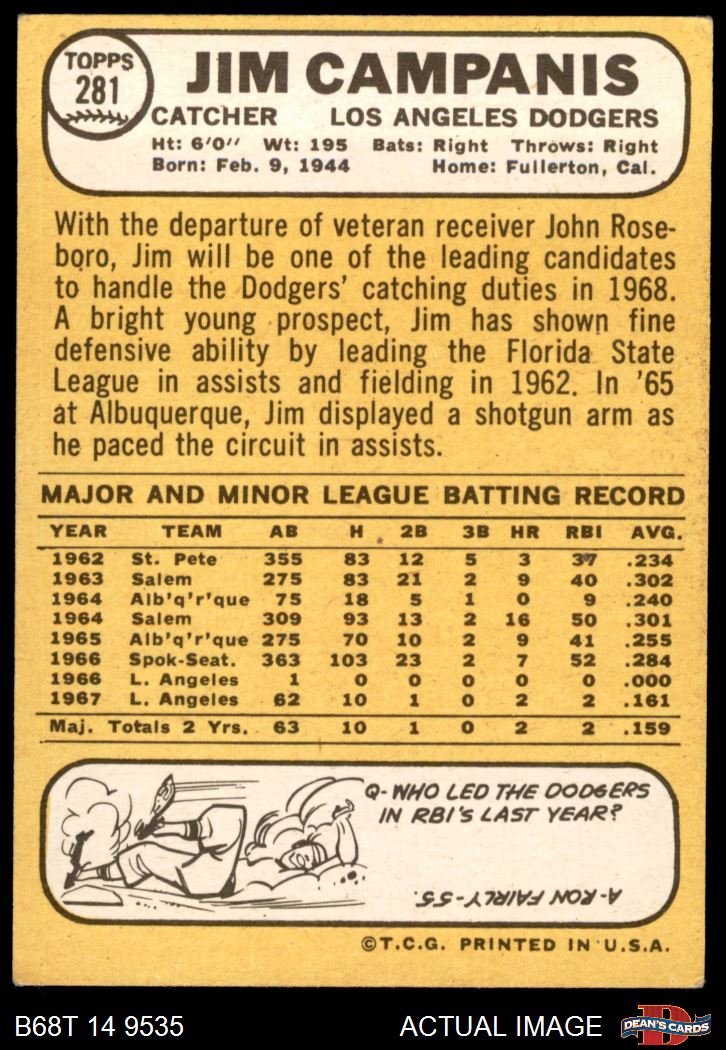 TOPPS
281
JIM CAMPANIS
CATCHER LOS ANGELES DODGERS
Ht: 6'0" Wt: 195 Bats: Right Throws: Right
Born: Feb. 9, 1944 Home: Fullerton, Cal.
With the departure of veteran receiver John Rose-
boro, Jim will be one of the leading candidates
to handle the Dodgers' catching duties in 1968.
A bright young prospect, Jim has shown fine
defensive ability by leading the Florida State
League in assists and fielding in 1962. In '65
at Albuquerque, Jim displayed a shotgun arm as
he paced the circuit in assists.
MAJOR AND MINOR LEAGUE BATTING RECORD
YEAR TEAM AB H 2B 3B HR RBI AVG.
1962 St. Pete 355 83 12 5 3 37 .234
1963 Salem 275 83 21 2 9 40 .302
1964 Alb'q'r'que 75 18 5 1 0 9 .240
1964 Salem 309 93 13 2 16 50 .301
1965 Alb'q'r'que 275 70 10 2 9 41 .255
1966 Spok-Seat. 363 103 23 2 7 52 .284
1966 L. Angeles 1 0 0 0 0 0 .000
1967 L. Angeles 62 10 1 0 2 2 .161
Maj. Totals 2 Yrs. 63 10 1 0 2 2 .159
Q-WHO LED THE DODGERS
IN RBI'S LAST YEAR?
A-RON FAIRLY-55.
©T.C.G. PRINTED IN U.S.A.
B68T 14 9535 ACTUAL IMAGE
D
DEAN'S CARDS